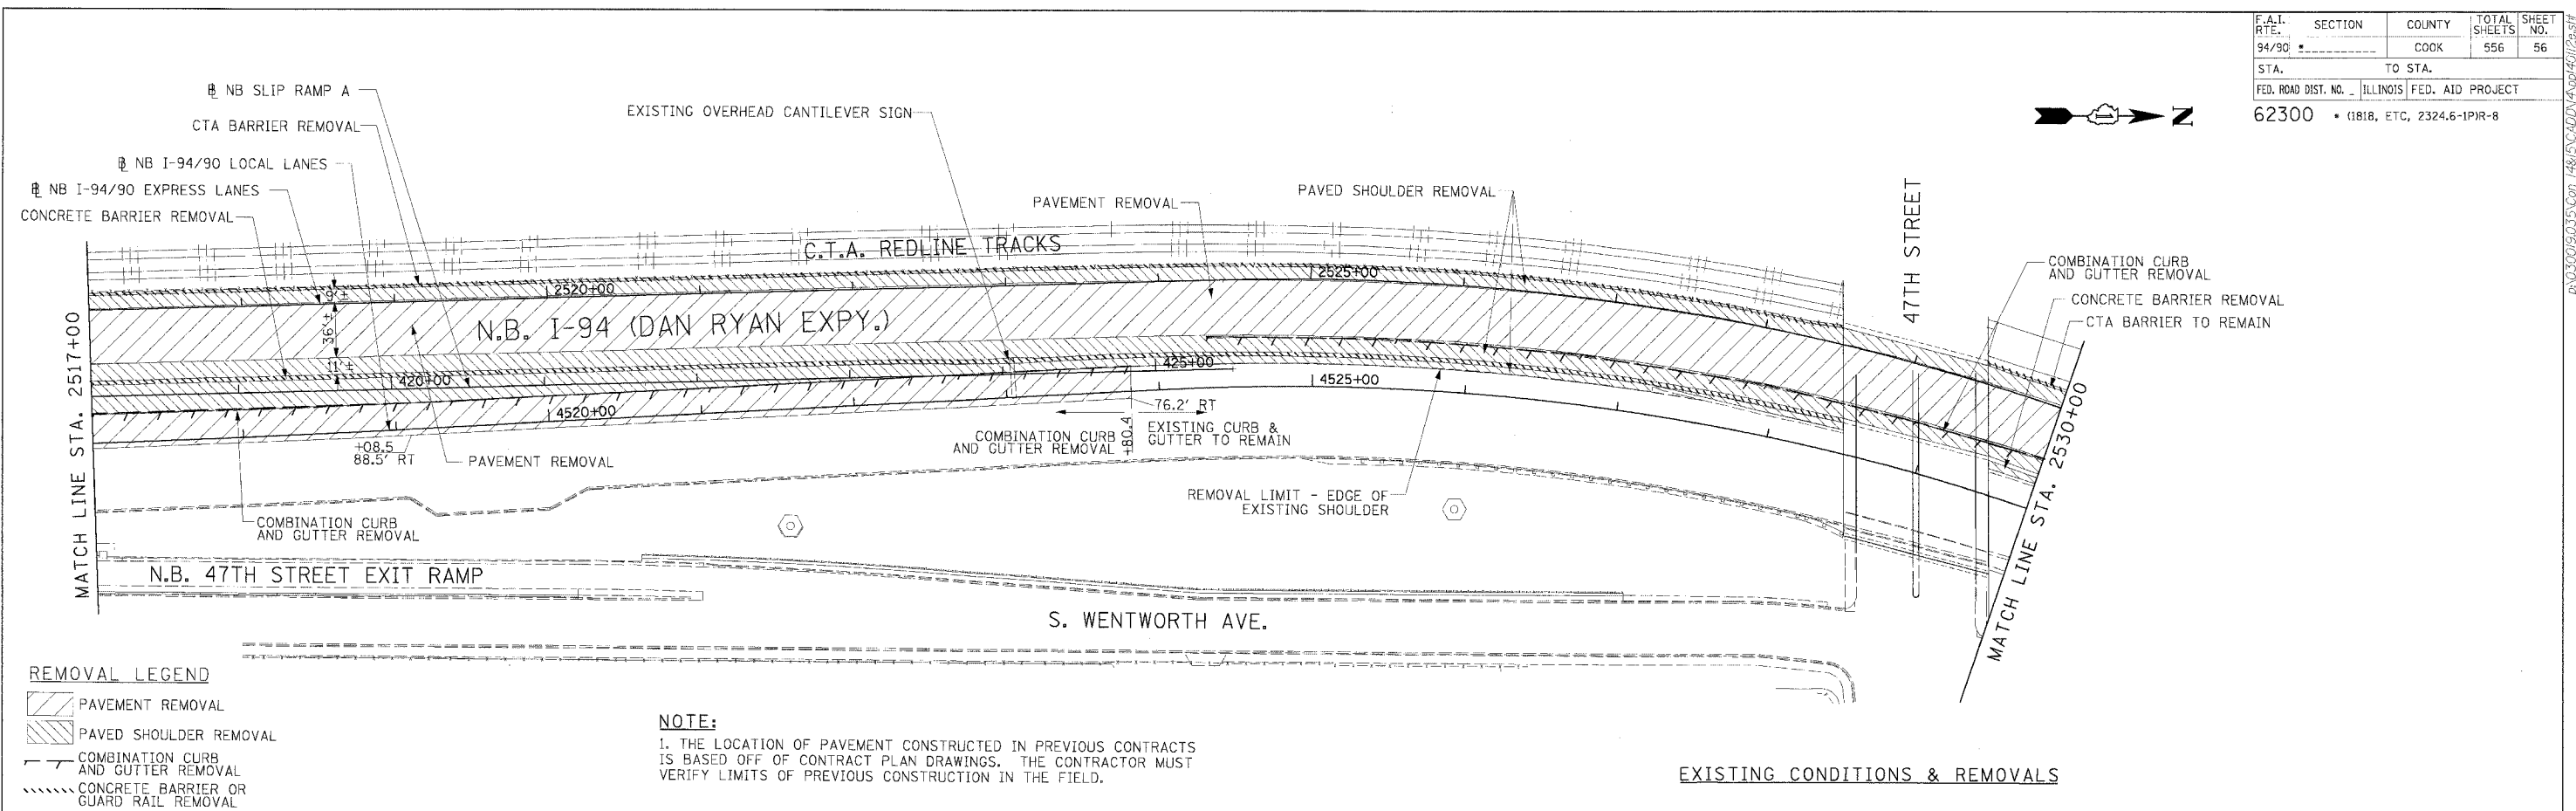 F.A.I. RTE. SECTION COUNTY TOTAL SHEETS SHEET NO.
94/90 * COOK 556 56
STA. TO STA.
FED. ROAD DIST. NO. _ ILLINOIS FED. AID PROJECT
62300 * (1818, ETC, 2324.6-1P)R-8
N
℄ NB SLIP RAMP A
CTA BARRIER REMOVAL
℄ NB I-94/90 LOCAL LANES
℄ NB I-94/90 EXPRESS LANES
CONCRETE BARRIER REMOVAL
EXISTING OVERHEAD CANTILEVER SIGN
PAVEMENT REMOVAL
PAVED SHOULDER REMOVAL
47TH STREET
COMBINATION CURB
AND GUTTER REMOVAL
CONCRETE BARRIER REMOVAL
CTA BARRIER TO REMAIN
C.T.A. REDLINE TRACKS
2520+00
2525+00
9'±
36'±
11'±
N.B. I-94 (DAN RYAN EXPY.)
420+00
425+00
4520+00
4525+00
MATCH LINE STA. 2517+00
MATCH LINE STA. 2530+00
+08.5
88.5' RT
PAVEMENT REMOVAL
76.2' RT
+80.4
COMBINATION CURB
AND GUTTER REMOVAL
EXISTING CURB &
GUTTER TO REMAIN
REMOVAL LIMIT - EDGE OF
EXISTING SHOULDER
COMBINATION CURB
AND GUTTER REMOVAL
N.B. 47TH STREET EXIT RAMP
S. WENTWORTH AVE.
REMOVAL LEGEND
PAVEMENT REMOVAL
PAVED SHOULDER REMOVAL
COMBINATION CURB
AND GUTTER REMOVAL
CONCRETE BARRIER OR
GUARD RAIL REMOVAL
NOTE:
1. THE LOCATION OF PAVEMENT CONSTRUCTED IN PREVIOUS CONTRACTS
IS BASED OFF OF CONTRACT PLAN DRAWINGS. THE CONTRACTOR MUST
VERIFY LIMITS OF PREVIOUS CONSTRUCTION IN THE FIELD.
EXISTING CONDITIONS & REMOVALS